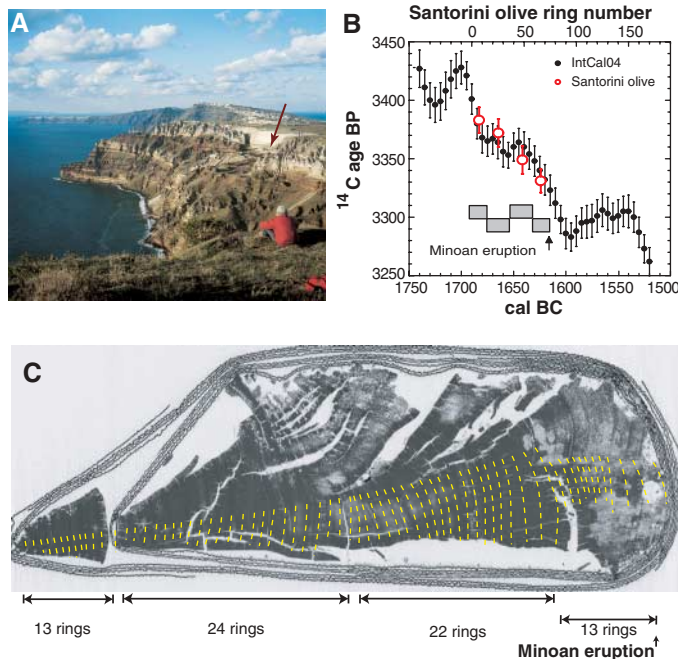 A
B
Santorini olive ring number
0 50 100 150
IntCal04
Santorini olive
¹⁴C age BP
3450
3400
3350
3300
3250
Minoan eruption
1750 1700 1650 1600 1550 1500
cal BC
C
13 rings
24 rings
22 rings
13 rings
Minoan eruption